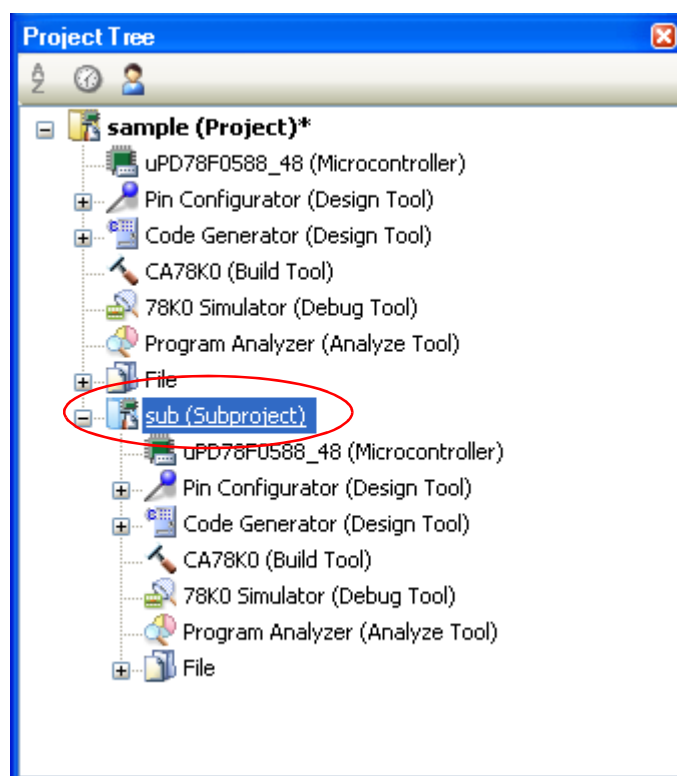 Project Tree
sample (Project)*
uPD78F0588_48 (Microcontroller)
Pin Configurator (Design Tool)
Code Generator (Design Tool)
CA78K0 (Build Tool)
78K0 Simulator (Debug Tool)
Program Analyzer (Analyze Tool)
File
sub (Subproject)
uPD78F0588_48 (Microcontroller)
Pin Configurator (Design Tool)
Code Generator (Design Tool)
CA78K0 (Build Tool)
78K0 Simulator (Debug Tool)
Program Analyzer (Analyze Tool)
File